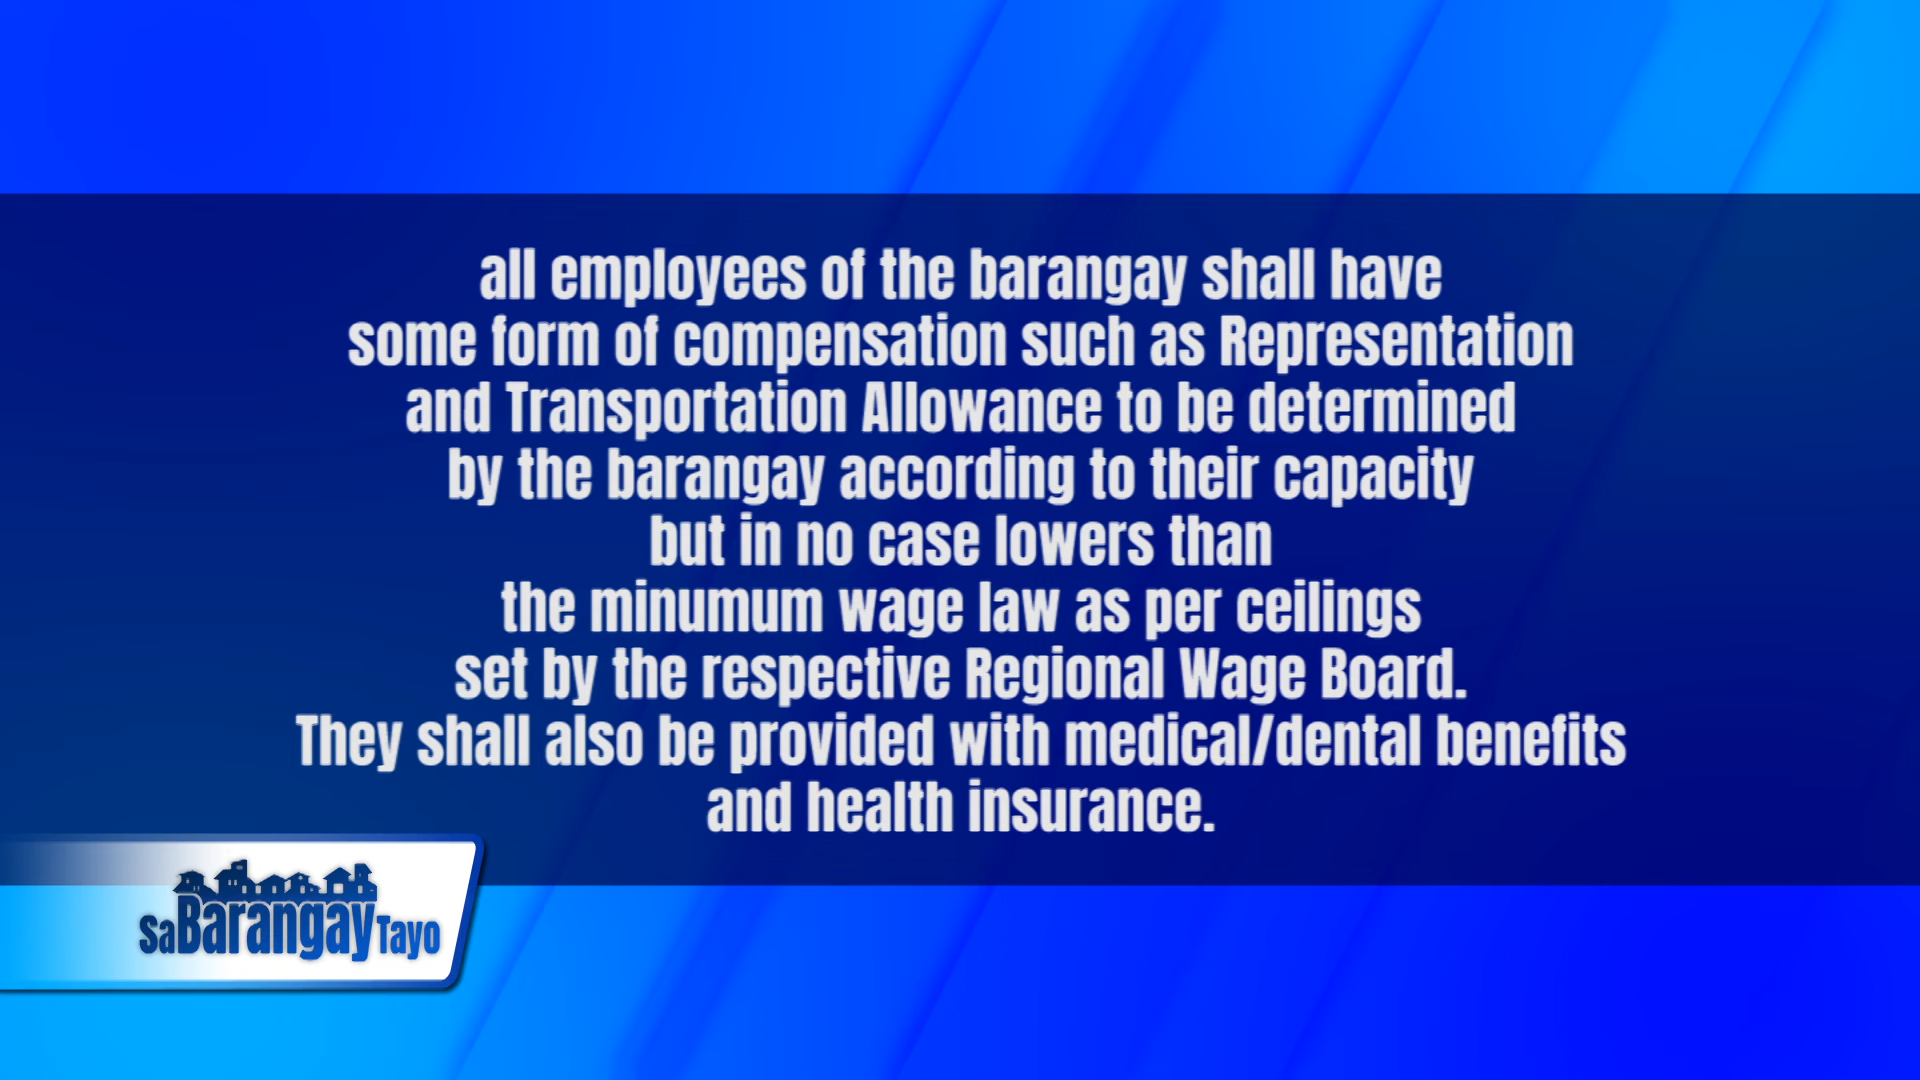 all employees of the barangay shall have
some form of compensation such as Representation
and Transportation Allowance to be determined
by the barangay according to their capacity
but in no case lowers than
the minumum wage law as per ceilings
set by the respective Regional Wage Board.
They shall also be provided with medical/dental benefits
and health insurance.
SaBarangayTayo